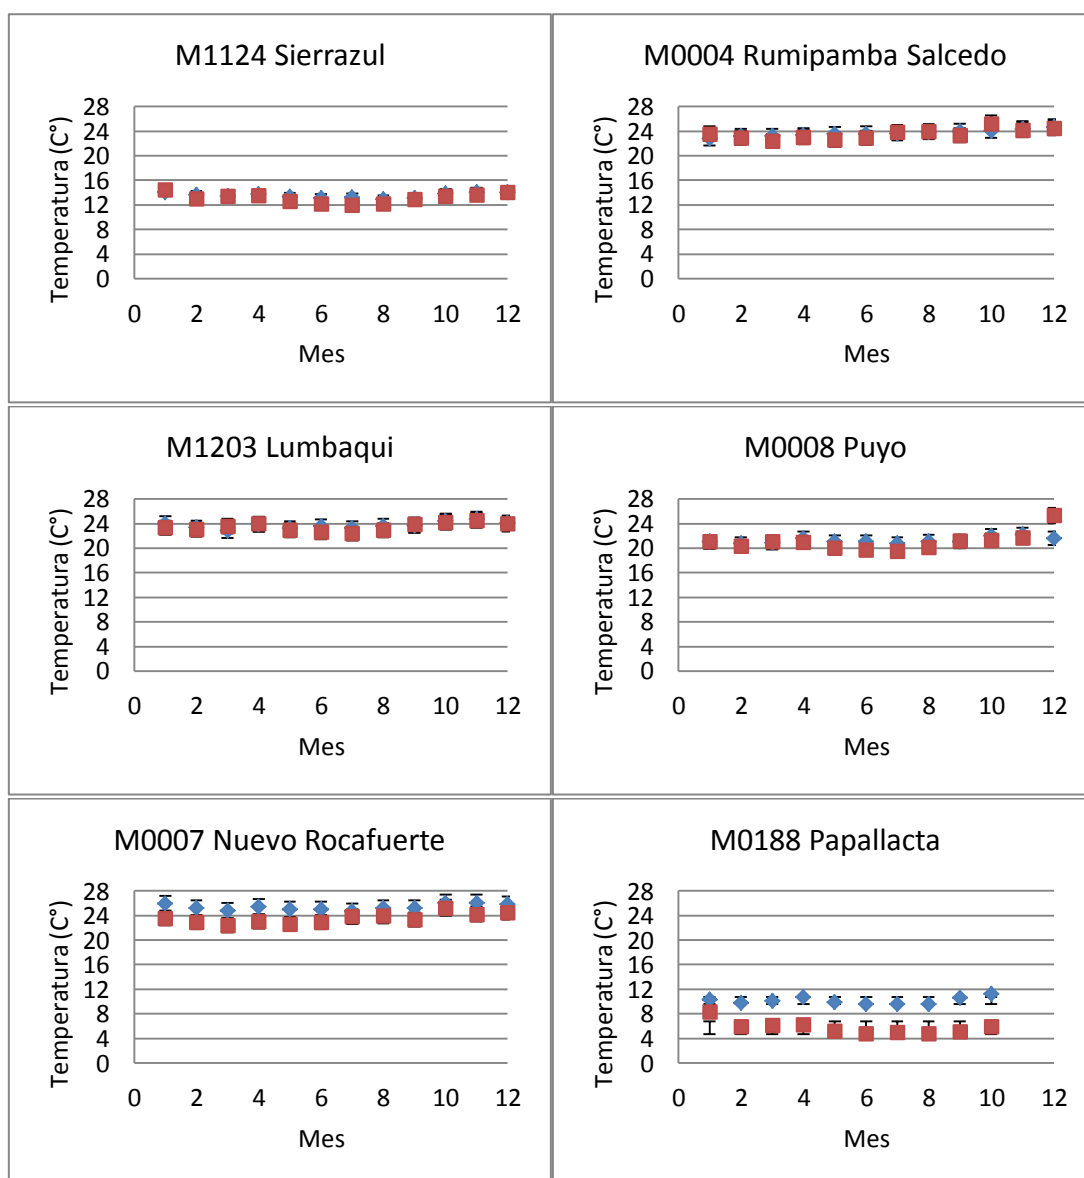 M1124 Sierrazul
Temperatura (C°)
28
24
20
16
12
8
4
0
0 2 4 6 8 10 12
Mes
M0004 Rumipamba Salcedo
Temperatura (C°)
28
24
20
16
12
8
4
0
0 2 4 6 8 10 12
Mes
M1203 Lumbaqui
Temperatura (C°)
28
24
20
16
12
8
4
0
0 2 4 6 8 10 12
Mes
M0008 Puyo
Temperatura (C°)
28
24
20
16
12
8
4
0
0 2 4 6 8 10 12
Mes
M0007 Nuevo Rocafuerte
Temperatura (C°)
28
24
20
16
12
8
4
0
0 2 4 6 8 10 12
Mes
M0188 Papallacta
Temperatura (C°)
28
24
20
16
12
8
4
0
0 2 4 6 8 10 12
Mes